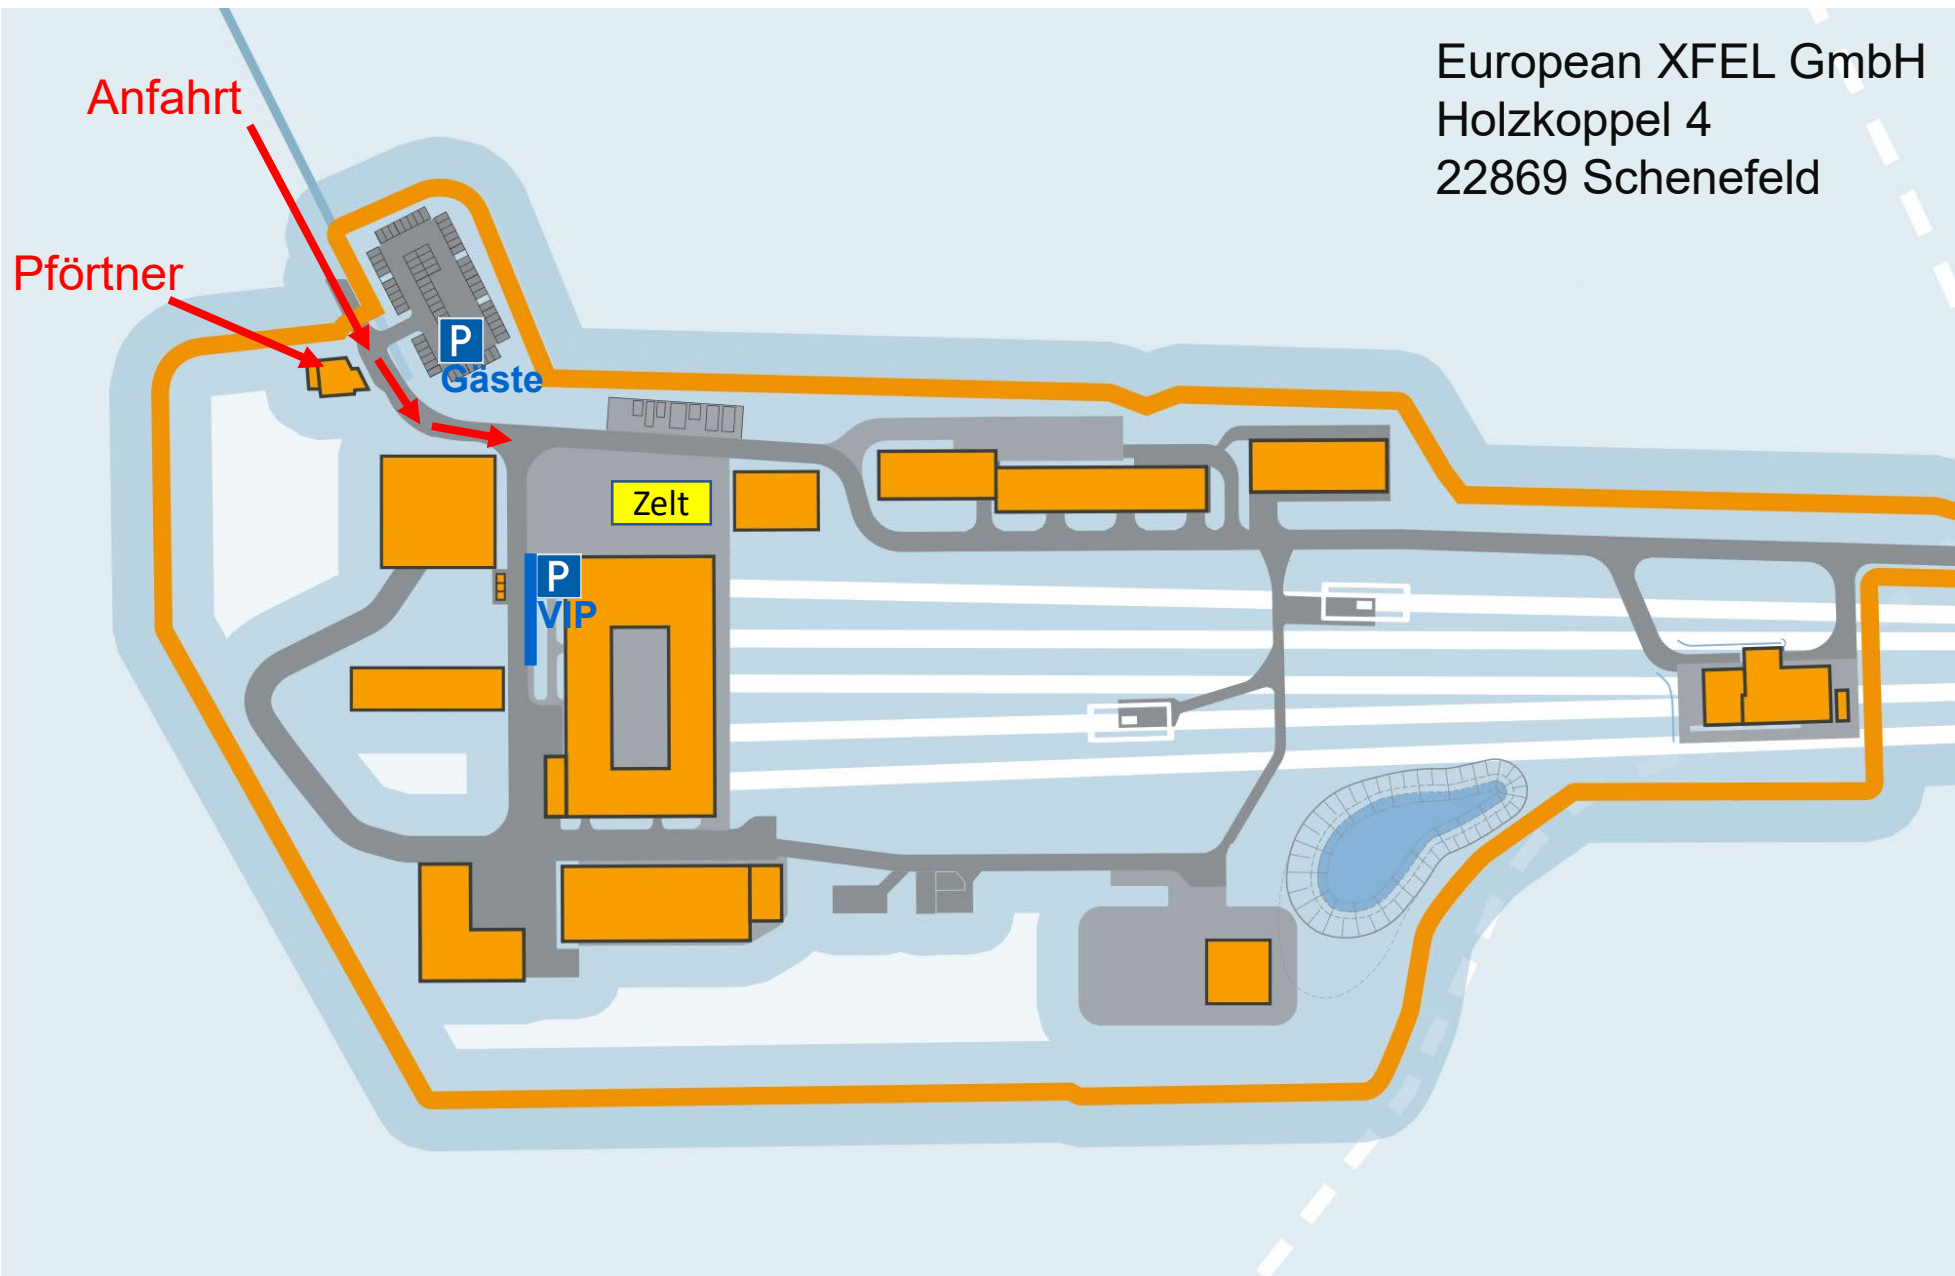 European XFEL GmbH
Holzkoppel 4
22869 Schenefeld
Anfahrt
Pförtner
P
Gäste
Zelt
P
VIP